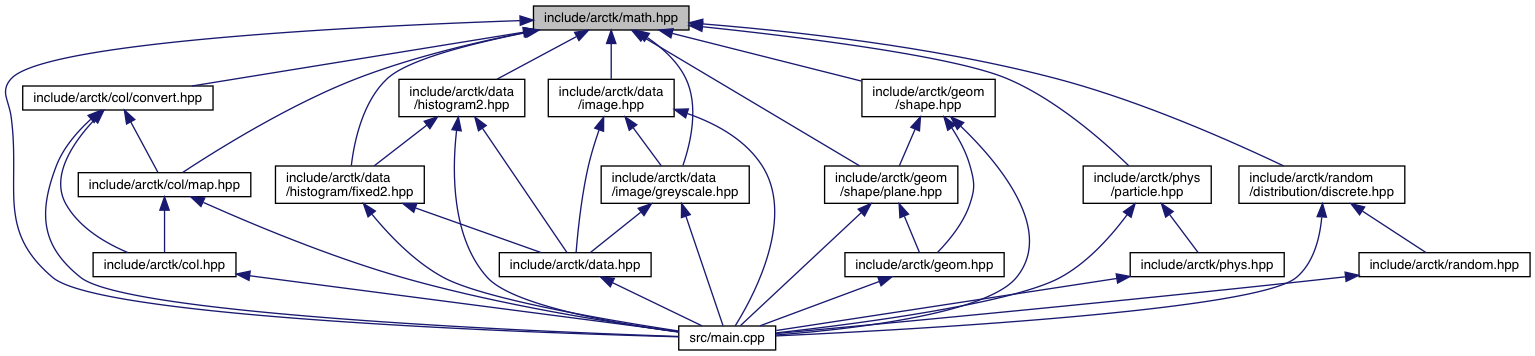 include/arctk/math.hpp
include/arctk/col/convert.hpp
include/arctk/data
/histogram2.hpp
include/arctk/data
/image.hpp
include/arctk/geom
/shape.hpp
include/arctk/col/map.hpp
include/arctk/data
/histogram/fixed2.hpp
include/arctk/data
/image/greyscale.hpp
include/arctk/geom
/shape/plane.hpp
include/arctk/phys
/particle.hpp
include/arctk/random
/distribution/discrete.hpp
include/arctk/col.hpp
include/arctk/data.hpp
include/arctk/geom.hpp
include/arctk/phys.hpp
include/arctk/random.hpp
src/main.cpp